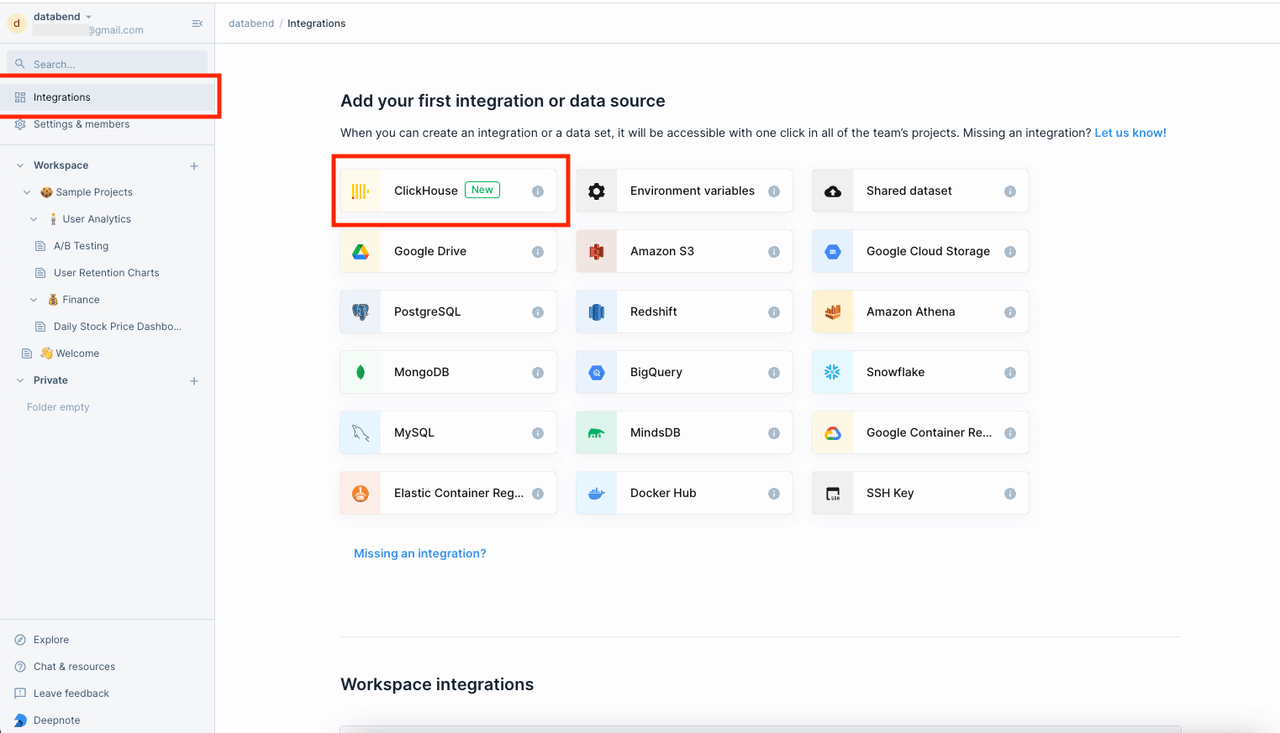 d
databend
@gmail.com
Search...
Integrations
Settings & members
Workspace
Sample Projects
User Analytics
A/B Testing
User Retention Charts
Finance
Daily Stock Price Dashbo...
Welcome
Private
Folder empty
Explore
Chat & resources
Leave feedback
Deepnote
databend / Integrations
Add your first integration or data source
When you can create an integration or a data set, it will be accessible with one click in all of the team's projects. Missing an integration? Let us know!
ClickHouse New
Environment variables
Shared dataset
Google Drive
Amazon S3
Google Cloud Storage
PostgreSQL
Redshift
Amazon Athena
MongoDB
BigQuery
Snowflake
MySQL
MindsDB
Google Container Re...
Elastic Container Reg...
Docker Hub
SSH Key
Missing an integration?
Workspace integrations